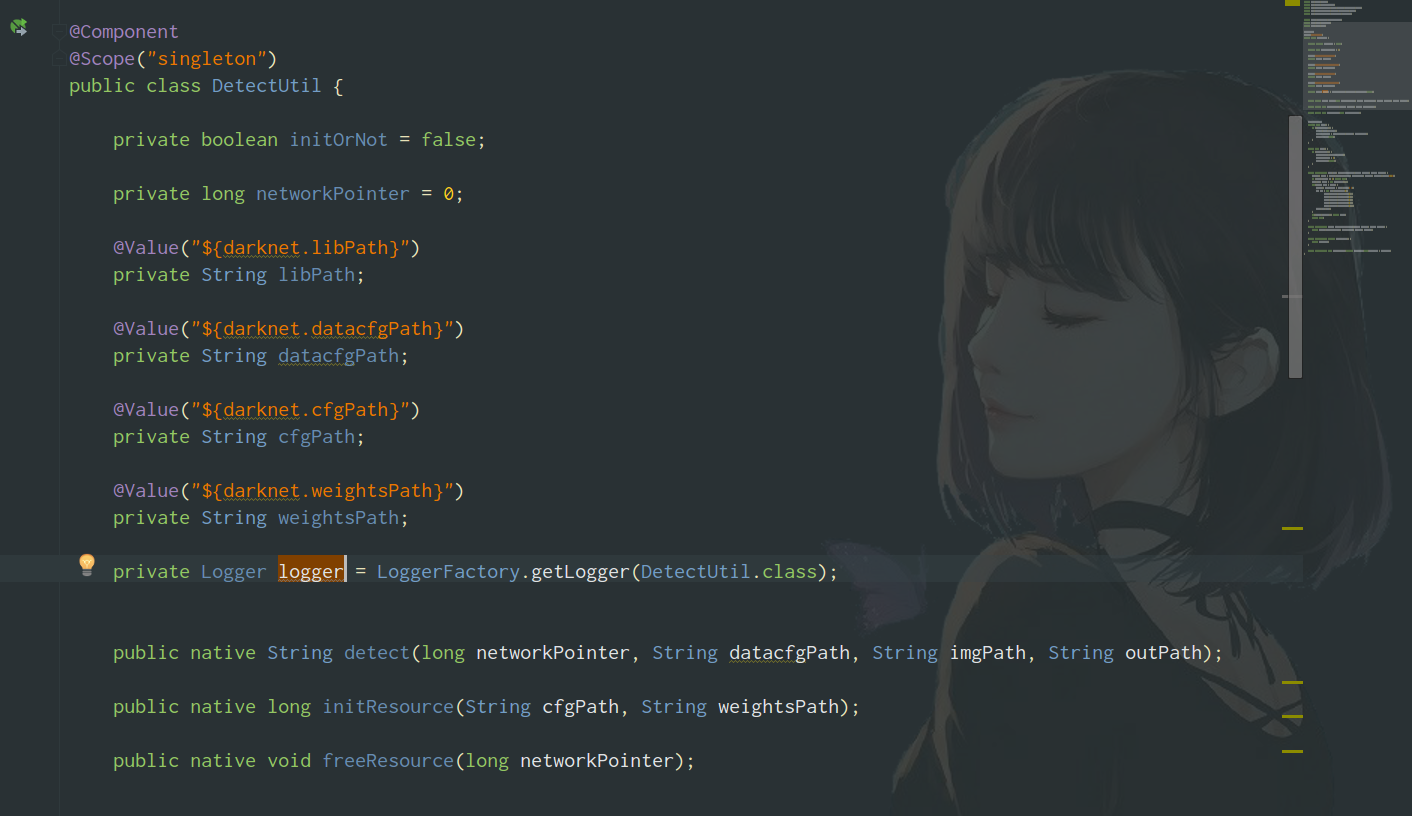 @Component
@Scope("singleton")
public class DetectUtil {
private boolean initOrNot = false;
private long networkPointer = 0;
@Value("${darknet.libPath}")
private String libPath;
@Value("${darknet.datacfgPath}")
private String datacfgPath;
@Value("${darknet.cfgPath}")
private String cfgPath;
@Value("${darknet.weightsPath}")
private String weightsPath;
private Logger logger = LoggerFactory.getLogger(DetectUtil.class);
public native String detect(long networkPointer, String datacfgPath, String imgPath, String outPath);
public native long initResource(String cfgPath, String weightsPath);
public native void freeResource(long networkPointer);